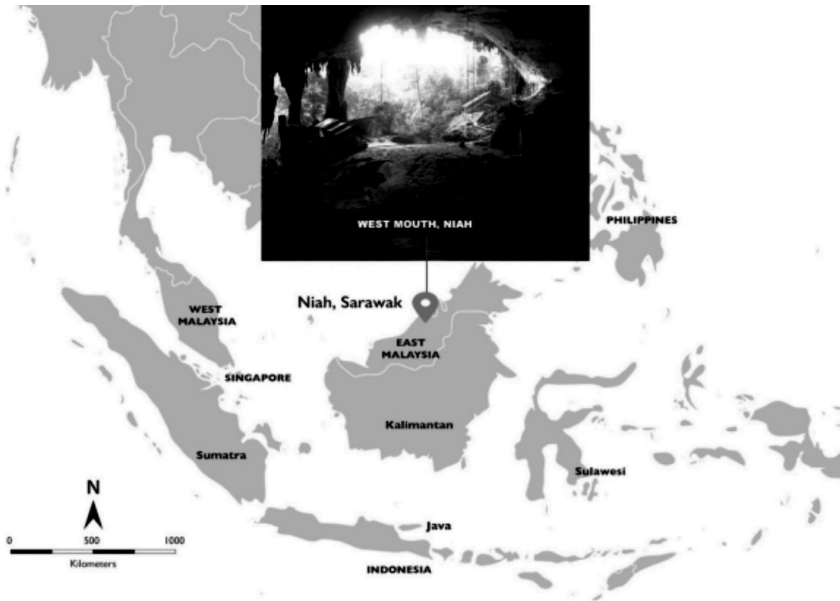 WEST MOUTH, NIAH
PHILIPPINES
Niah, Sarawak
WEST
MALAYSIA
EAST
MALAYSIA
SINGAPORE
Kalimantan
Sumatra
Sulawesi
N
Java
0 500 1000
Kilometers
INDONESIA